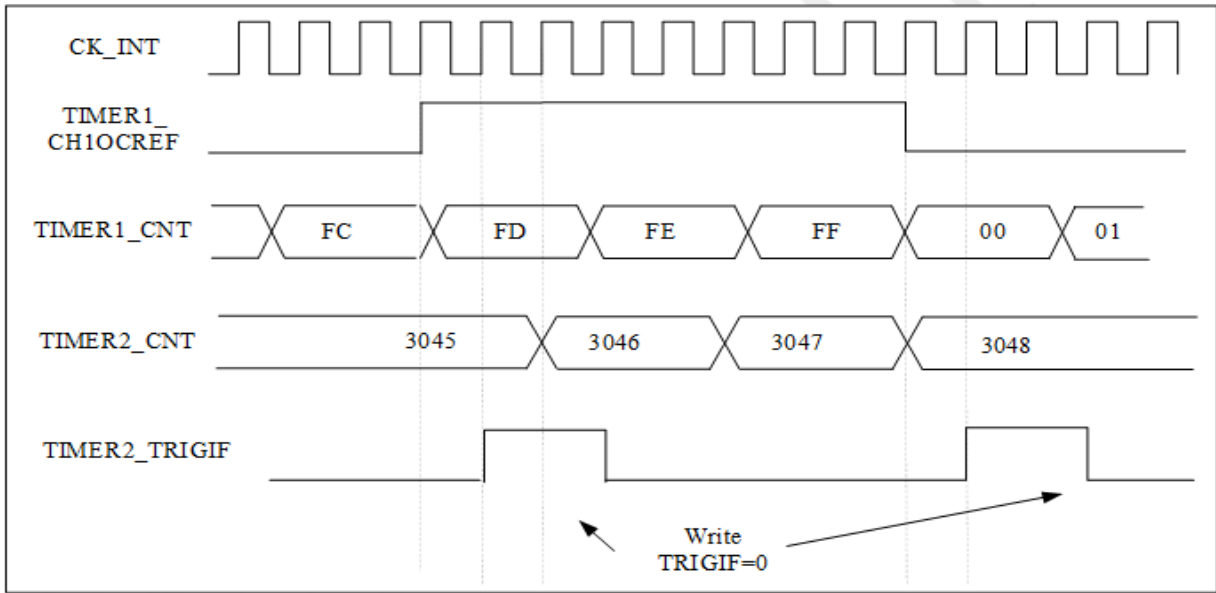 CK_INT
TIMER1_
CH1OCREF
TIMER1_CNT
FC
FD
FE
FF
00
01
TIMER2_CNT
3045
3046
3047
3048
TIMER2_TRIGIF
Write
TRIGIF=0